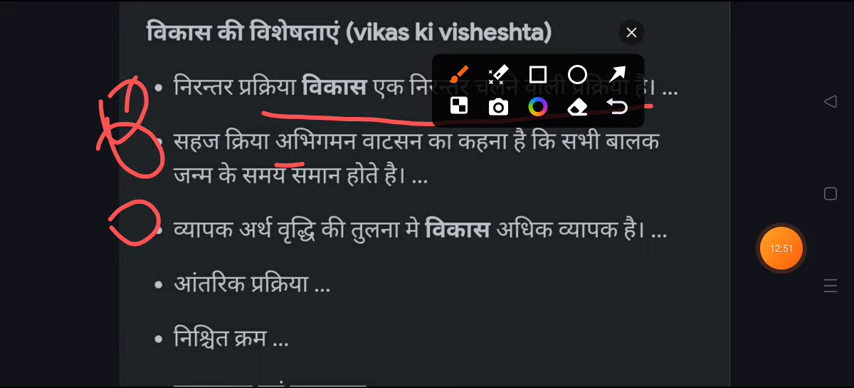 विकास की विशेषताएं (vikas ki visheshta)
निरन्तर प्रक्रिया विकास एक निरन्तर चलने वाली प्रक्रिया है। ...
सहज क्रिया अभिगमन वाटसन का कहना है कि सभी बालक
जन्म के समय समान होते है। ...
व्यापक अर्थ वृद्धि की तुलना मे विकास अधिक व्यापक है। ...
12:51
आंतरिक प्रक्रिया ...
निश्चित क्रम ...